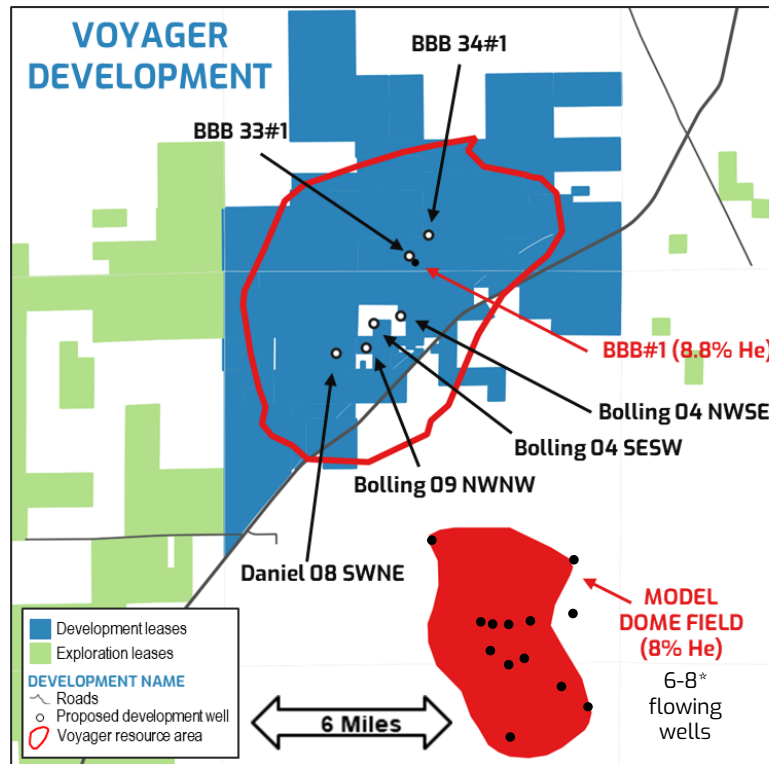 VOYAGER
DEVELOPMENT
BBB 34#1
BBB 33#1
BBB#1 (8.8% He)
Bolling 04 NWSE
Bolling 04 SESW
Bolling 09 NWNW
Daniel 08 SWNE
MODEL
DOME FIELD
(8% He)
6-8*
flowing
wells
Development leases
Exploration leases
DEVELOPMENT NAME
Roads
Proposed development well
Voyager resource area
6 Miles